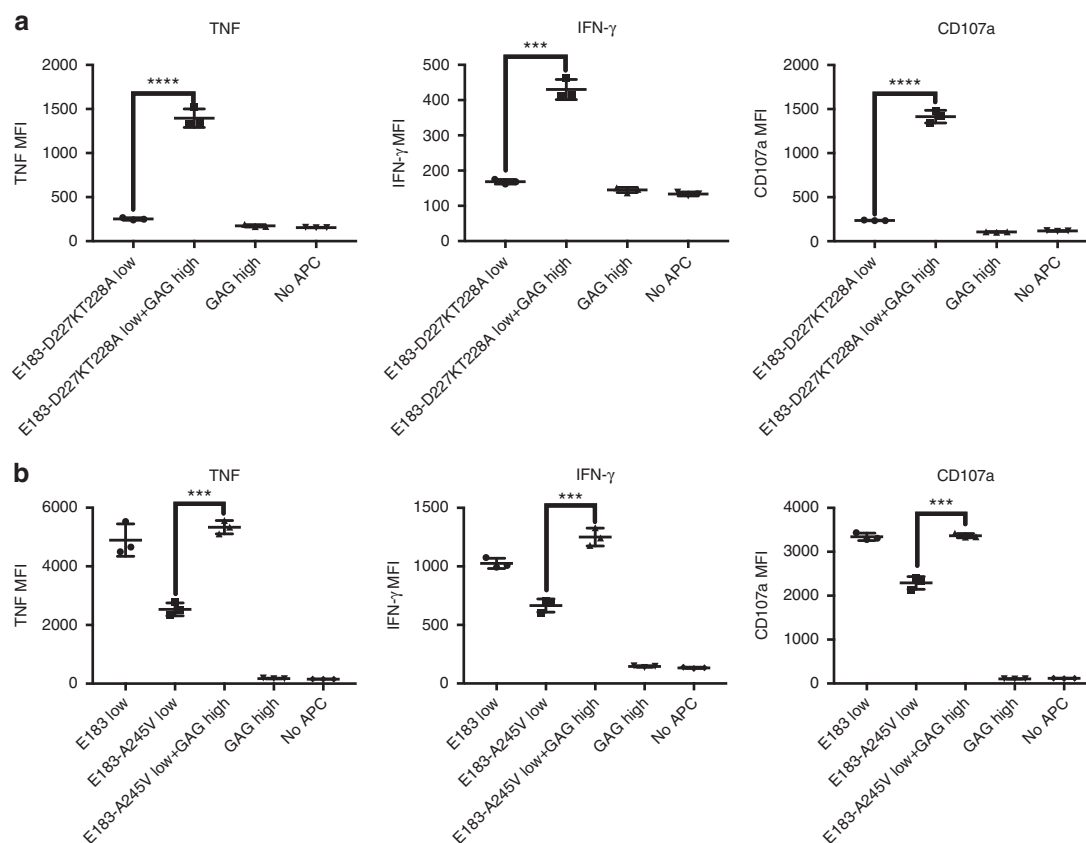 a
TNF
IFN-γ
CD107a
TNF MFI
2000
1500
1000
500
0
****
E183-D227KT228A low
E183-D227KT228A low+GAG high
GAG high
No APC
IFN-γ MFI
500
400
300
200
100
0
***
E183-D227KT228A low
E183-D227KT228A low+GAG high
GAG high
No APC
CD107a MFI
2000
1500
1000
500
0
****
E183-D227KT228A low
E183-D227KT228A low+GAG high
GAG high
No APC
b
TNF
IFN-γ
CD107a
TNF MFI
6000
4000
2000
0
***
E183 low
E183-A245V low
E183-A245V low+GAG high
GAG high
No APC
IFN-γ MFI
1500
1000
500
0
***
E183 low
E183-A245V low
E183-A245V low+GAG high
GAG high
No APC
CD107a MFI
4000
3000
2000
1000
0
***
E183 low
E183-A245V low
E183-A245V low+GAG high
GAG high
No APC